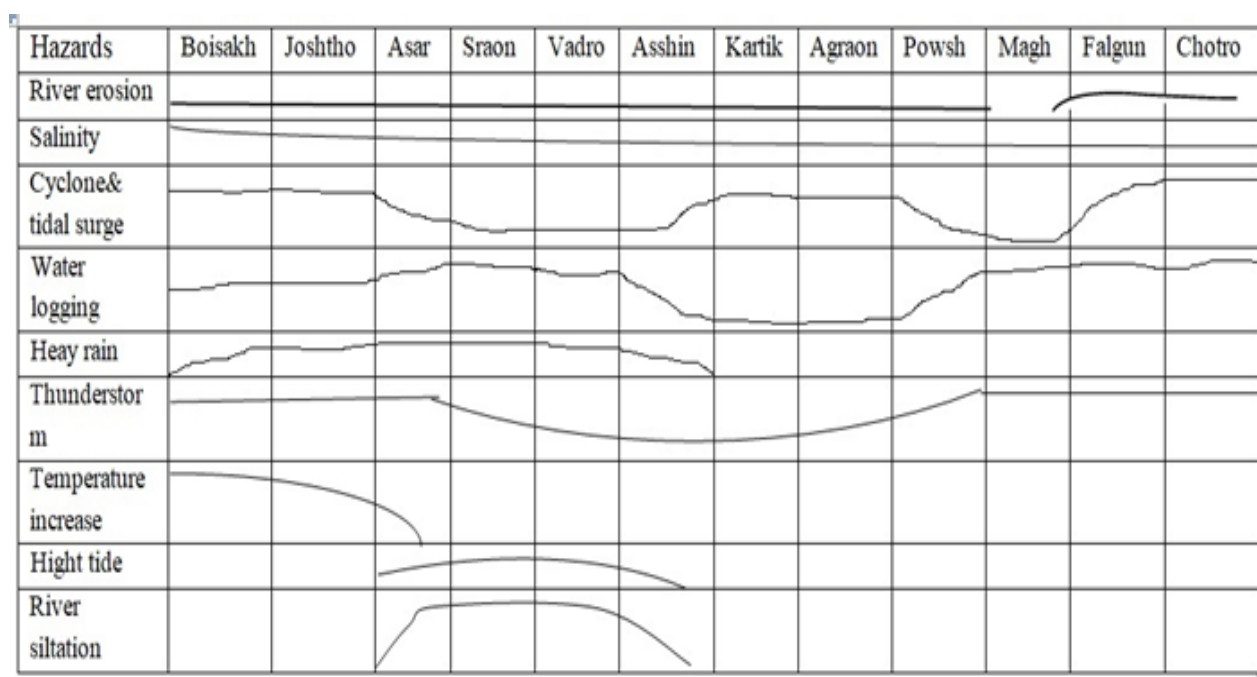 Hazards Boisakh Joshtho Asar Sraon Vadro Asshin Kartik Agraon Powsh Magh Falgun Chotro
River erosion
Salinity
Cyclone&
tidal surge
Water
logging
Heay rain
Thunderstor
m
Temperature
increase
Hight tide
River
siltation